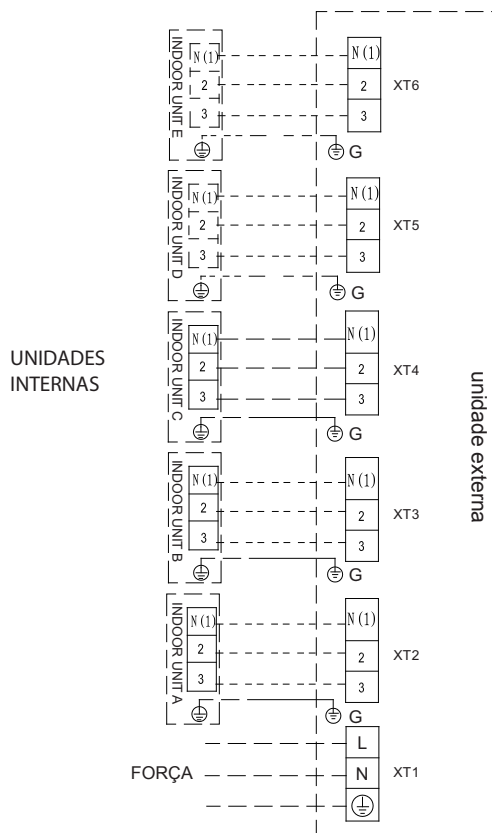 INDOOR UNIT E
N(1) N(1)
2 2 XT6
3 3
G
INDOOR UNIT D
N(1) N(1)
2 2 XT5
3 3
G
INDOOR UNIT C
N(1) N(1)
2 2 XT4
3 3
G
UNIDADES
INTERNAS
unidade externa
INDOOR UNIT B
N(1) N(1)
2 2 XT3
3 3
G
INDOOR UNIT A
N(1) N(1)
2 2 XT2
3 3
G
L
FORÇA N XT1